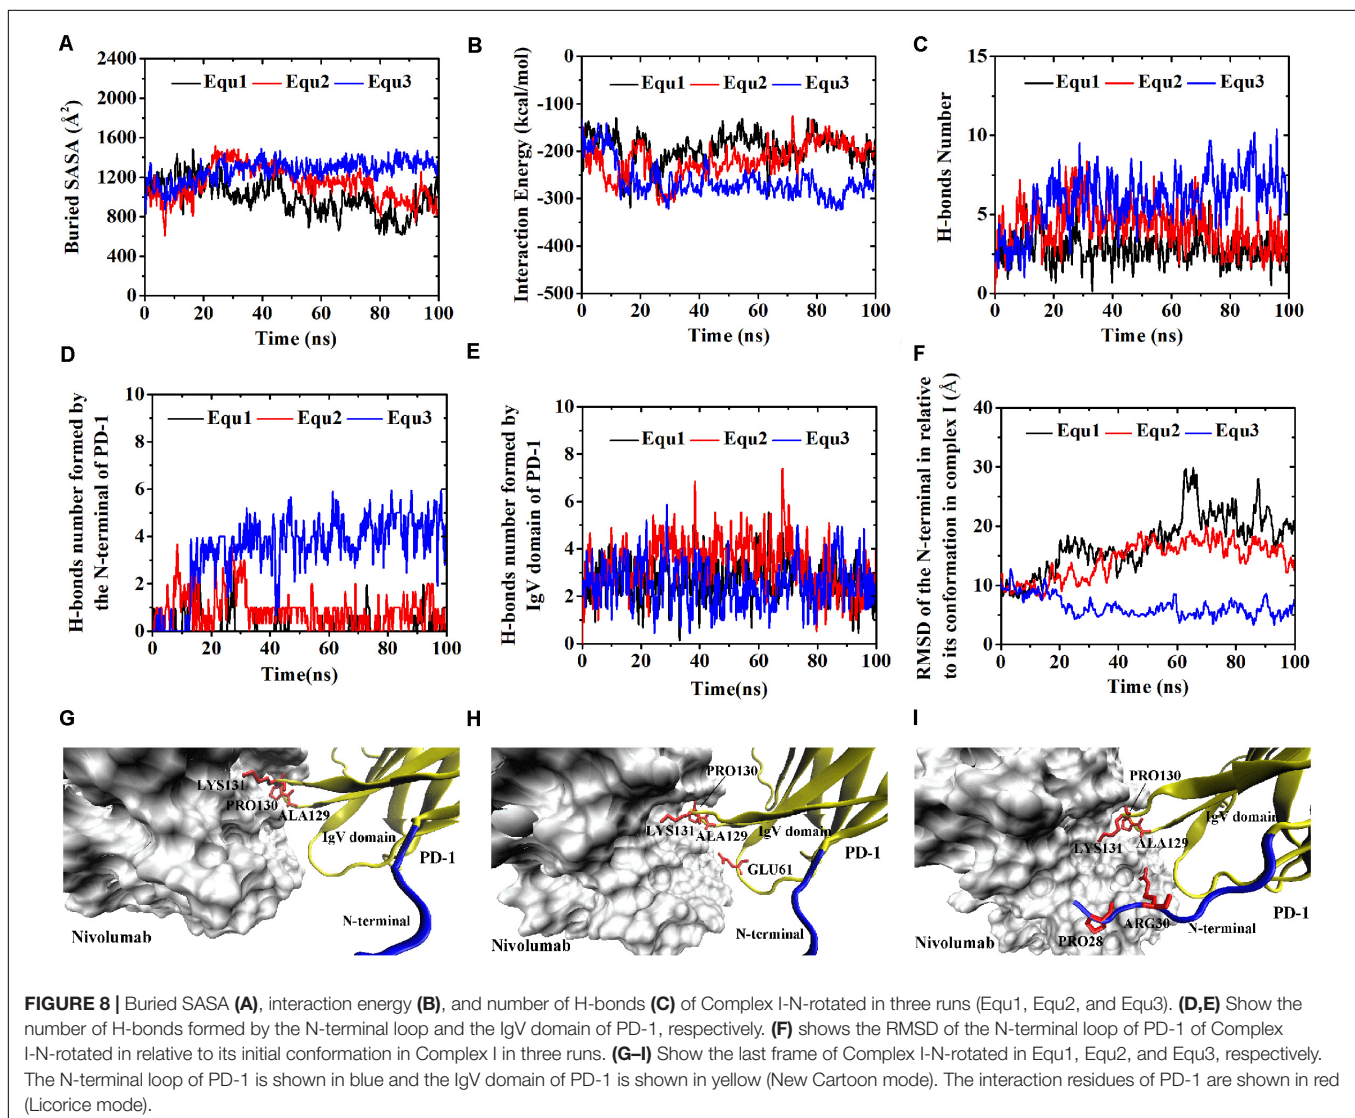 A
2400
2000
1600
1200
800
400
0
Buried SASA (Å²)
Equ1 Equ2 Equ3
0 20 40 60 80 100
Time (ns)
B
0
-100
-200
-300
-400
-500
Interaction Energy (kcal/mol)
Equ1 Equ2 Equ3
0 20 40 60 80 100
Time (ns)
C
15
10
5
0
H-bonds Number
Equ1 Equ2 Equ3
0 20 40 60 80 100
Time (ns)
D
10
8
6
4
2
0
H-bonds number formed by
the N-terminal of PD-1
Equ1 Equ2 Equ3
0 20 40 60 80 100
Time(ns)
E
10
8
6
4
2
0
H-bonds number formed by
IgV domain of PD-1
Equ1 Equ2 Equ3
0 20 40 60 80 100
Time(ns)
F
40
30
20
10
0
RMSD of the N-terminal in relative
to its conformation in complex I (Å)
Equ1 Equ2 Equ3
0 20 40 60 80 100
Time (ns)
G
LYS131
PRO130
ALA129
IgV domain
PD-1
N-terminal
Nivolumab
H
PRO130
LYS131
ALA129
IgV domain
PD-1
GLU61
N-terminal
Nivolumab
I
PRO130
IgV domain
LYS131
ALA129
ARG30
PD-1
N-terminal
PRO28
Nivolumab
FIGURE 8 | Buried SASA (A), interaction energy (B), and number of H-bonds (C) of Complex I-N-rotated in three runs (Equ1, Equ2, and Equ3). (D,E) Show the
number of H-bonds formed by the N-terminal loop and the IgV domain of PD-1, respectively. (F) shows the RMSD of the N-terminal loop of PD-1 of Complex
I-N-rotated in relative to its initial conformation in Complex I in three runs. (G–I) Show the last frame of Complex I-N-rotated in Equ1, Equ2, and Equ3, respectively.
The N-terminal loop of PD-1 is shown in blue and the IgV domain of PD-1 is shown in yellow (New Cartoon mode). The interaction residues of PD-1 are shown in red
(Licorice mode).